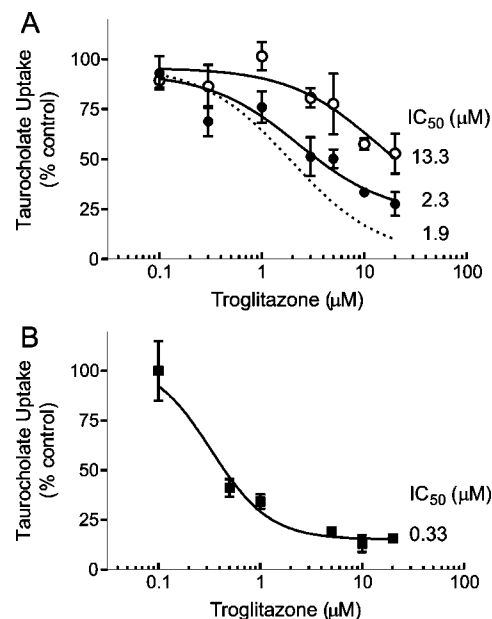 A
Taurocholate Uptake
(% control)
100
75
50
25
0
IC50 (μM)
13.3
2.3
1.9
0.1
1
10
100
Troglitazone (μM)
B
Taurocholate Uptake
(% control)
100
75
50
25
0
IC50 (μM)
0.33
0.1
1
10
100
Troglitazone (μM)